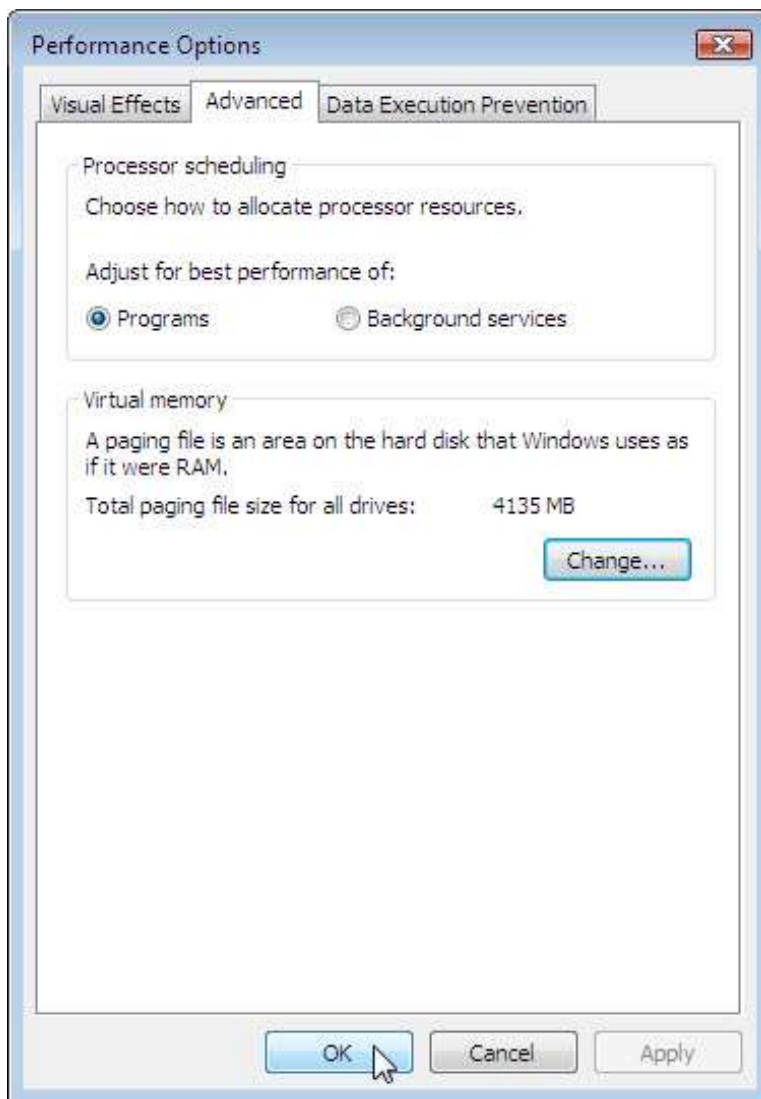 Performance Options
Visual Effects Advanced Data Execution Prevention
Processor scheduling
Choose how to allocate processor resources.
Adjust for best performance of:
Programs Background services
Virtual memory
A paging file is an area on the hard disk that Windows uses as
if it were RAM.
Total paging file size for all drives: 4135 MB
Change...
OK Cancel Apply